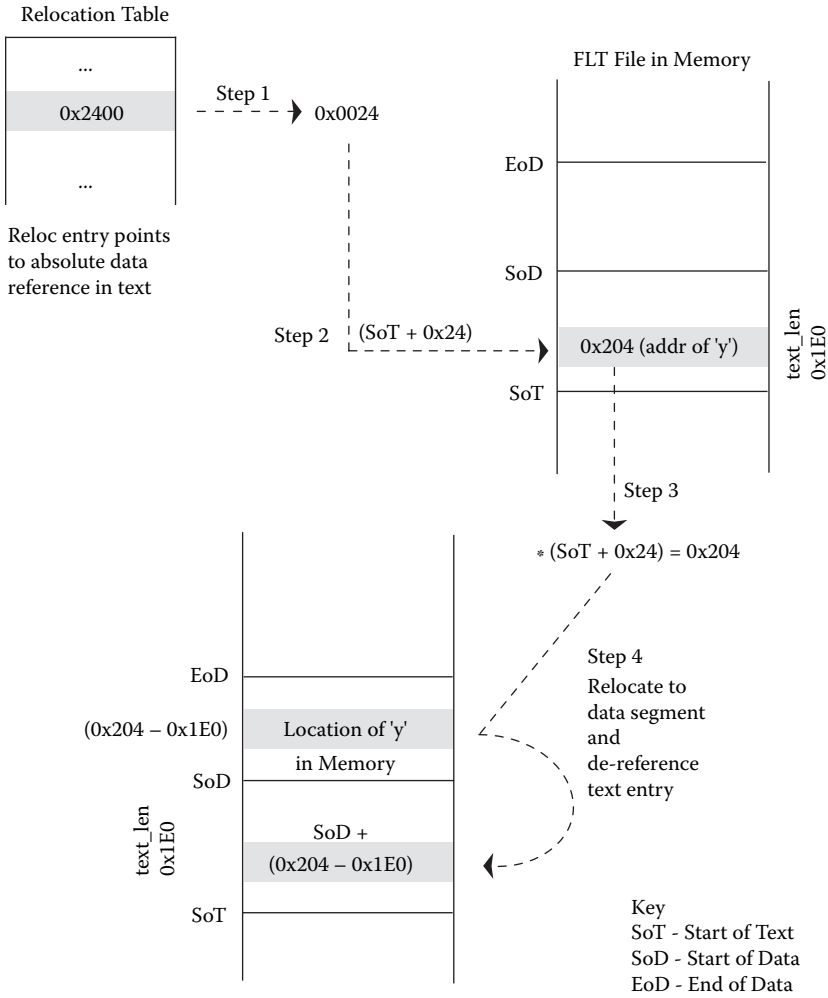 Relocation Table
...
0x2400
...
Reloc entry points
to absolute data
reference in text
Step 1
0x0024
FLT File in Memory
EoD
SoD
Step 2
(SoT + 0x24)
0x204 (addr of 'y')
SoT
text_len
0x1E0
Step 3
* (SoT + 0x24) = 0x204
Step 4
Relocate to
data segment
and
de-reference
text entry
EoD
(0x204 – 0x1E0)
Location of 'y'
in Memory
SoD
text_len
0x1E0
SoD +
(0x204 – 0x1E0)
SoT
Key
SoT - Start of Text
SoD - Start of Data
EoD - End of Data